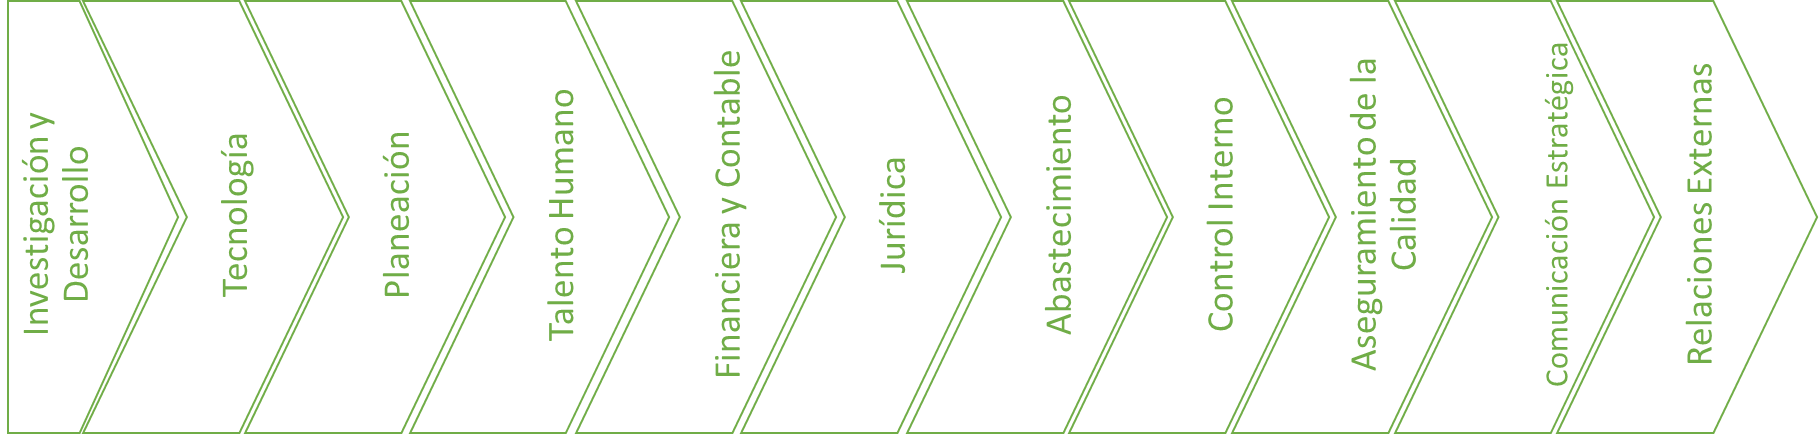 Investigación y
Desarrollo
Tecnología
Planeación
Talento Humano
Financiera y Contable
Jurídica
Abastecimiento
Control Interno
Aseguramiento de la
Calidad
Comunicación Estratégica
Relaciones Externas